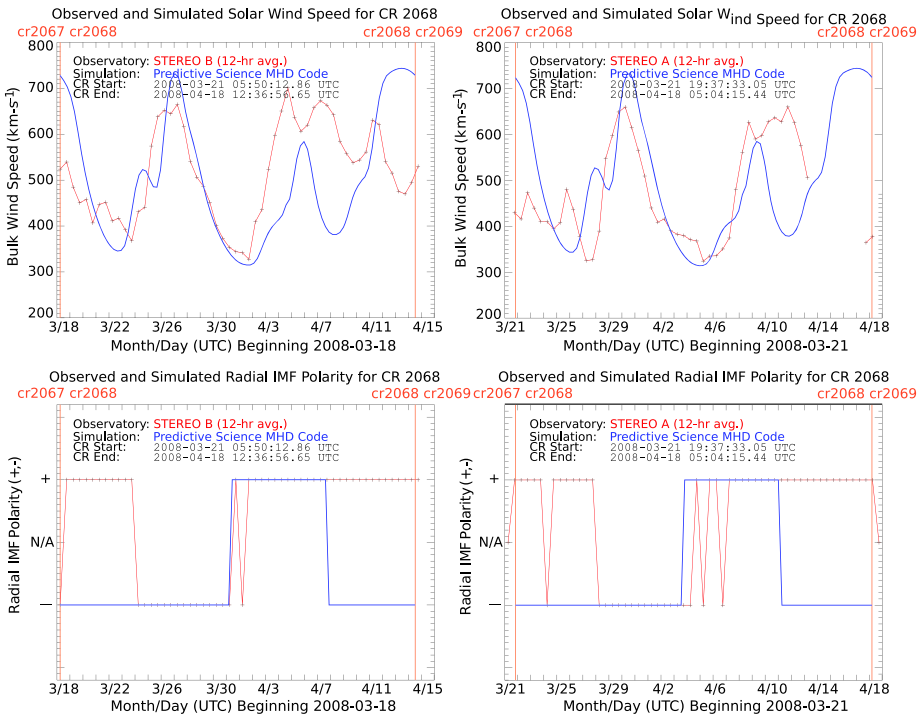 Observed and Simulated Solar Wind Speed for CR 2068
cr2067 cr2068
cr2068 cr2069
Observatory: STEREO B (12-hr avg.)
Simulation: Predictive Science MHD Code
CR Start: 2008-03-21 05:50:12.86 UTC
CR End: 2008-04-18 12:36:56.65 UTC
Bulk Wind Speed (km-s⁻¹)
800
700
600
500
400
300
200
3/18 3/22 3/26 3/30 4/3 4/7 4/11 4/15
Month/Day (UTC) Beginning 2008-03-18
Observed and Simulated Solar Wind Speed for CR 2068
cr2067 cr2068
cr2068 cr2069
Observatory: STEREO A (12-hr avg.)
Simulation: Predictive Science MHD Code
CR Start: 2008-03-21 19:37:33.05 UTC
CR End: 2008-04-18 05:04:15.44 UTC
Bulk Wind Speed (km-s⁻¹)
800
700
600
500
400
300
200
3/21 3/25 3/29 4/2 4/6 4/10 4/14 4/18
Month/Day (UTC) Beginning 2008-03-21
Observed and Simulated Radial IMF Polarity for CR 2068
cr2067 cr2068
cr2068 cr2069
Observatory: STEREO B (12-hr avg.)
Simulation: Predictive Science MHD Code
CR Start: 2008-03-21 05:50:12.86 UTC
CR End: 2008-04-18 12:36:56.65 UTC
Radial IMF Polarity (+,-)
+
N/A
—
3/18 3/22 3/26 3/30 4/3 4/7 4/11 4/15
Month/Day (UTC) Beginning 2008-03-18
Observed and Simulated Radial IMF Polarity for CR 2068
cr2067 cr2068
cr2068 cr2069
Observatory: STEREO A (12-hr avg.)
Simulation: Predictive Science MHD Code
CR Start: 2008-03-21 19:37:33.05 UTC
CR End: 2008-04-18 05:04:15.44 UTC
Radial IMF Polarity (+,-)
+
N/A
—
3/21 3/25 3/29 4/2 4/6 4/10 4/14 4/18
Month/Day (UTC) Beginning 2008-03-21